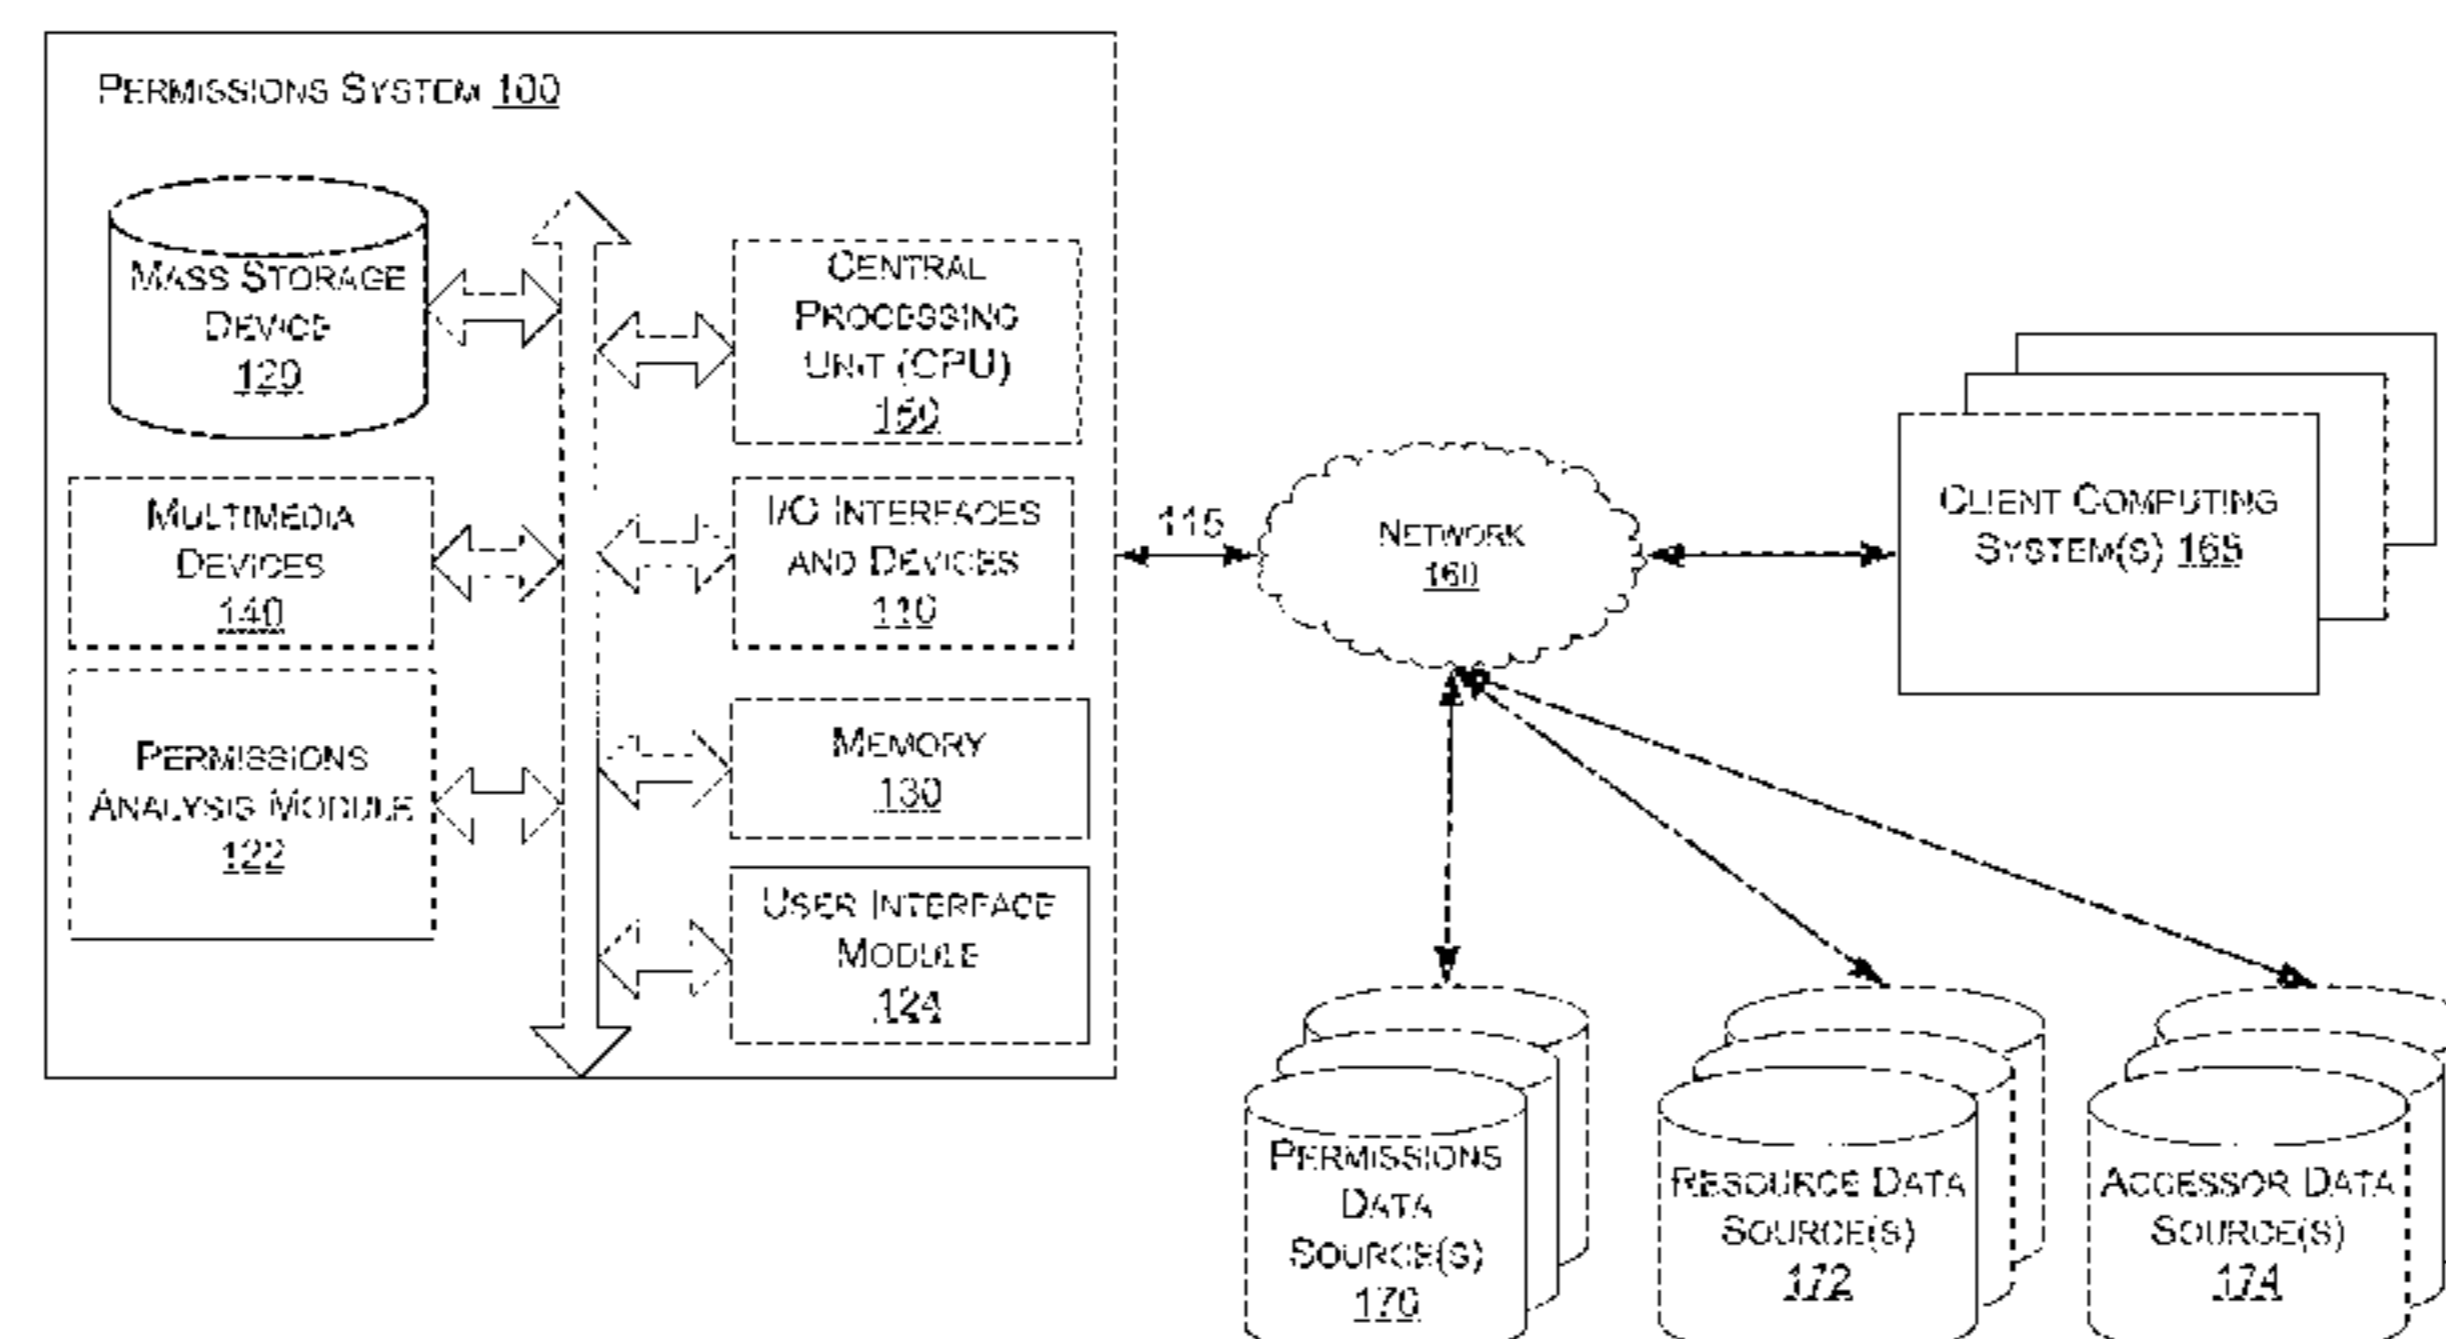 PERMISSIONS SYSTEM 100
MASS STORAGE
DEVICE
120
CENTRAL
PROCESSING
UNIT (CPU)
150
MULTIMEDIA
DEVICES
140
I/O INTERFACES
AND DEVICES
110
PERMISSIONS
ANALYSIS MODULE
122
MEMORY
130
USER INTERFACE
MODULE
124
115
NETWORK
160
CLIENT COMPUTING
SYSTEM(S) 165
PERMISSIONS
DATA
SOURCE(S)
170
RESOURCE DATA
SOURCE(S)
172
ACCESSOR DATA
SOURCE(S)
174